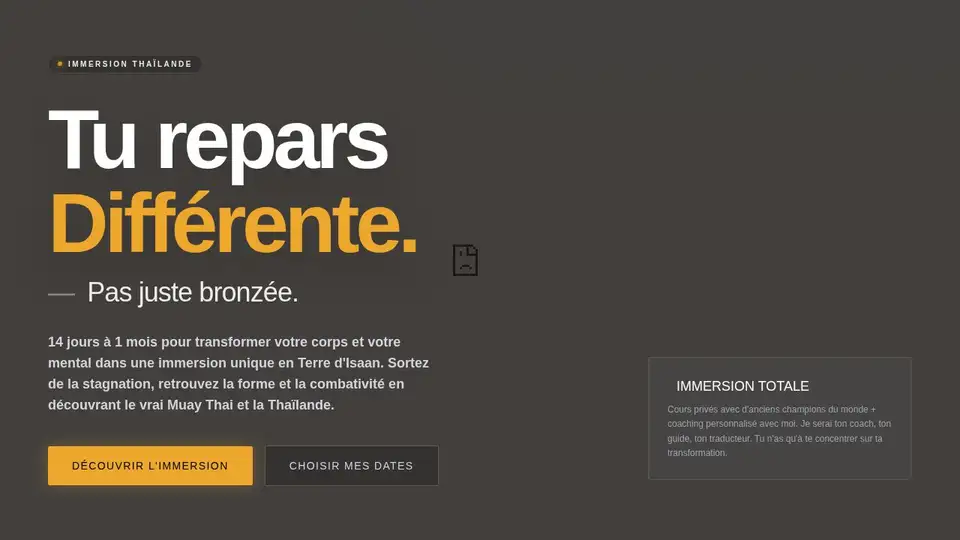 IMMERSION THAÏLANDE
Tu repars
Différente.
— Pas juste bronzée.
14 jours à 1 mois pour transformer votre corps et votre
mental dans une immersion unique en Terre d'Isaan. Sortez
de la stagnation, retrouvez la forme et la combativité en
découvrant le vrai Muay Thai et la Thaïlande.
DÉCOUVRIR L'IMMERSION
CHOISIR MES DATES
IMMERSION TOTALE
Cours privés avec d'anciens champions du monde +
coaching personnalisé avec moi. Je serai ton coach, ton
guide, ton traducteur. Tu n'as qu'à te concentrer sur ta
transformation.